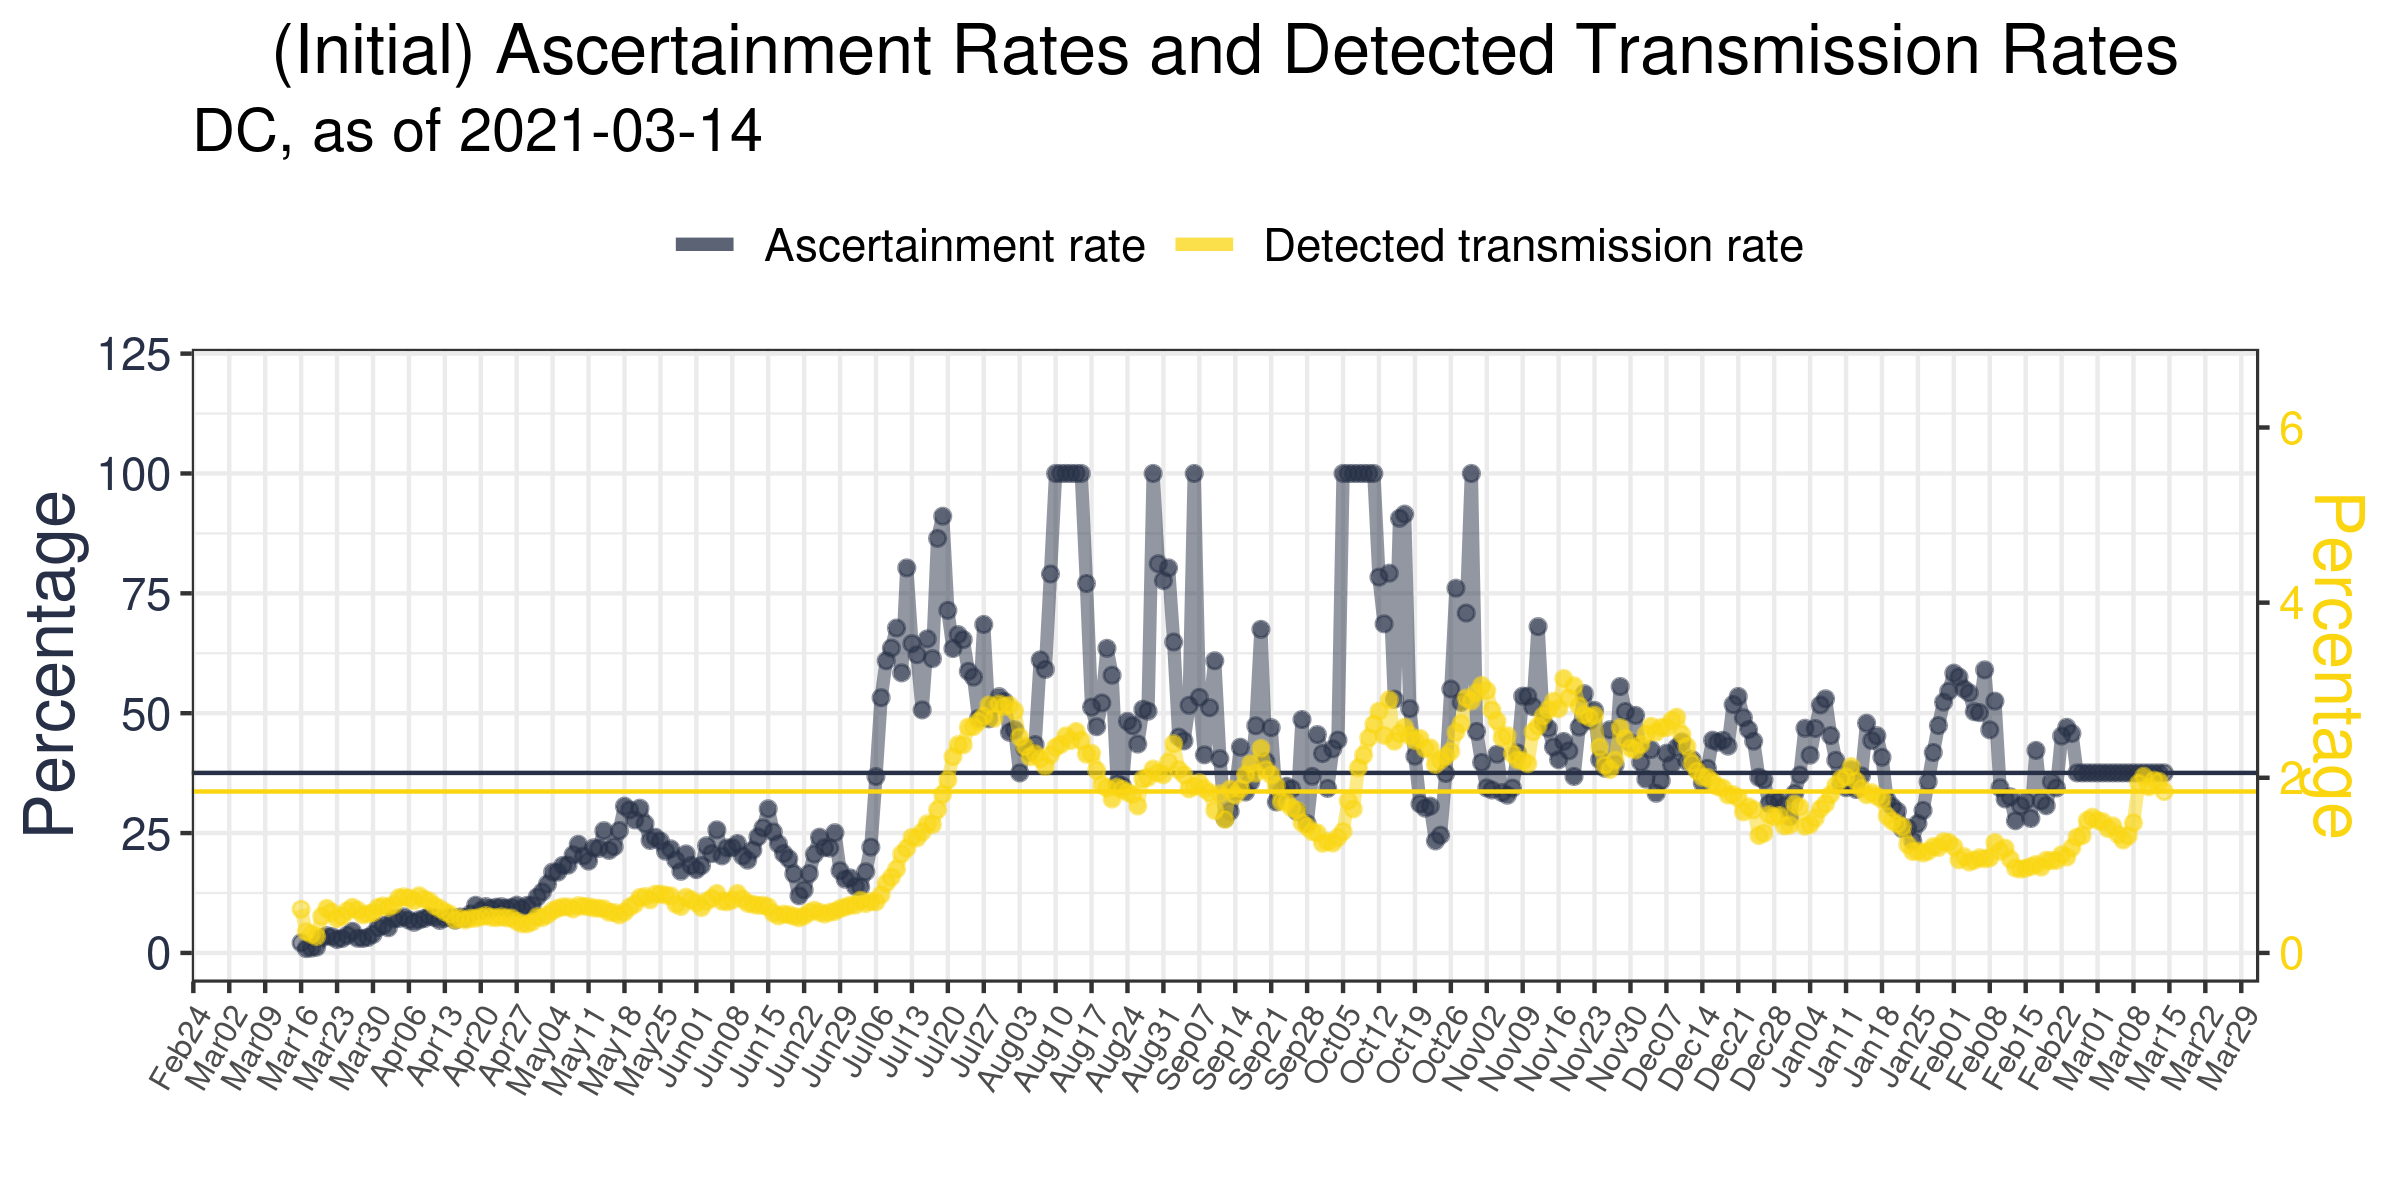 (Initial) Ascertainment Rates and Detected Transmission Rates
DC, as of 2021-03-14
Ascertainment rate
Detected transmission rate
125
100
75
50
25
0
Percentage
6
4
2
0
Percentage
Feb24
Mar02
Mar09
Mar16
Mar23
Mar30
Apr06
Apr13
Apr20
Apr27
May04
May11
May18
May25
Jun01
Jun08
Jun15
Jun22
Jun29
Jul06
Jul13
Jul20
Jul27
Aug03
Aug10
Aug17
Aug24
Aug31
Sep07
Sep14
Sep21
Sep28
Oct05
Oct12
Oct19
Oct26
Nov02
Nov09
Nov16
Nov23
Nov30
Dec07
Dec14
Dec21
Dec28
Jan04
Jan11
Jan18
Jan25
Feb01
Feb08
Feb15
Feb22
Mar01
Mar08
Mar15
Mar22
Mar29